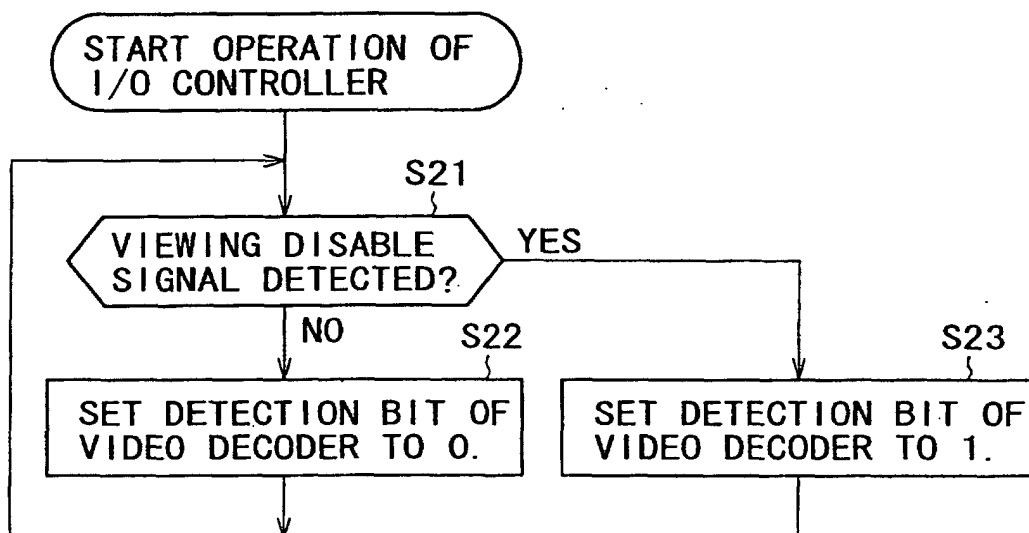 START OPERATION OF
I/O CONTROLLER
S21
VIEWING DISABLE
SIGNAL DETECTED?
YES
NO
S22
S23
SET DETECTION BIT OF
VIDEO DECODER TO 0.
SET DETECTION BIT OF
VIDEO DECODER TO 1.